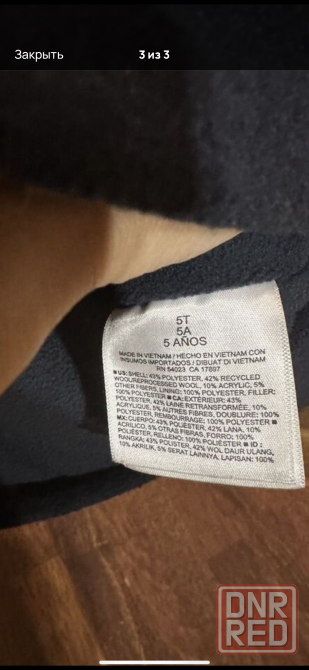 Закрыть
3 из 3
5T
5A
5 AÑOS
MADE IN VIETNAM / HECHO EN VIETNAM CON
INSUMOS IMPORTADOS / DIBUAT DI VIETNAM
RN 54023 CA 17897
US: SHELL: 43% POLYESTER, 42% RECYCLED
WOOL/REPROCESSED WOOL, 10% ACRYLIC, 5%
OTHER FIBERS, LINING: 100% POLYESTER, FILLER:
100% POLYESTER ■ CA: EXTÉRIEUR: 43%
POLYESTER, 42% LAINE RETRANSFORMÉE, 10%
ACRYLIQUE, 5% AUTRES FIBRES, DOUBLURE: 100%
POLYESTER, REMBOURRAGE: 100% POLYESTER ■
MX: CUERPO: 43% POLIÉSTER, 42% LANA, 10%
ACRILICO, 5% OTRAS FIBRAS, FORRO: 100%
POLIÉSTER, RELLENO: 100% POLIÉSTER ■ ID:
RANGKA: 43% POLISTER, 42% WOL DAUR ULANG,
10% AKRILIK, 5% SERAT LAINNYA, LAPISAN: 100%
DNR
RED